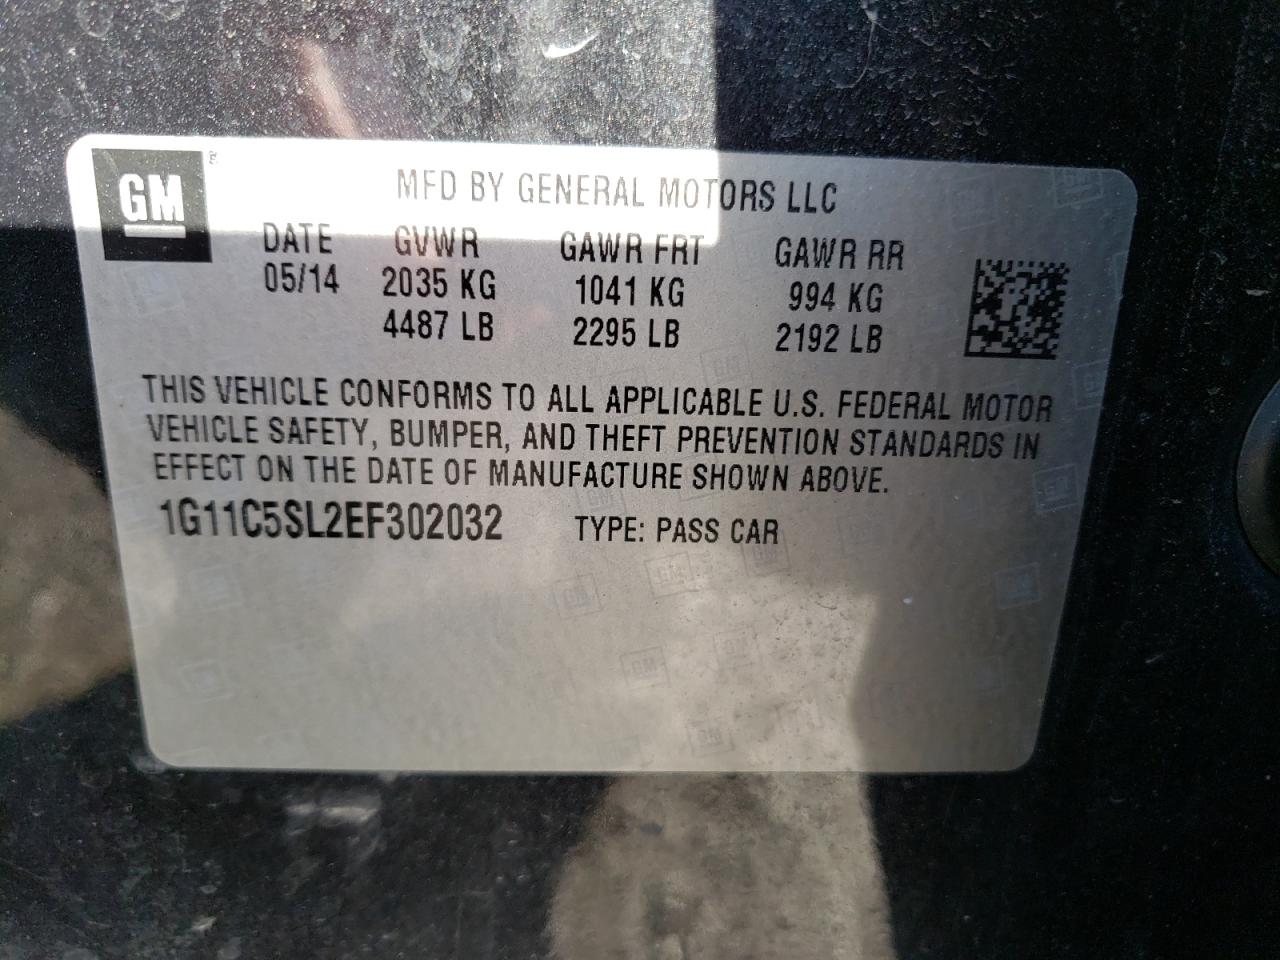 GM
MFD BY GENERAL MOTORS LLC
DATE GVWR GAWR FRT GAWR RR
05/14 2035 KG 1041 KG 994 KG
4487 LB 2295 LB 2192 LB
THIS VEHICLE CONFORMS TO ALL APPLICABLE U.S. FEDERAL MOTOR
VEHICLE SAFETY, BUMPER, AND THEFT PREVENTION STANDARDS IN
EFFECT ON THE DATE OF MANUFACTURE SHOWN ABOVE.
1G11C5SL2EF302032 TYPE: PASS CAR